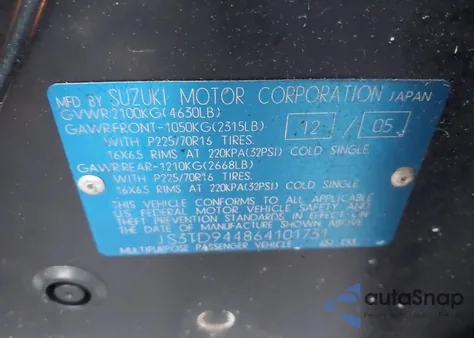 MFD BY SUZUKI MOTOR CORPORATION JAPAN
GVWR 2100KG(4630LB)
GAWR:FRONT-1050KG(2315LB) 12 / 05
WITH P225/70R16 TIRES.
16X6.5 RIMS AT 220KPA(32PSI) COLD SINGLE
GAWR:REAR-1210KG(2668LB)
WITH P225/70R16 TIRES.
16X6.5 RIMS AT 220KPA(32PSI) COLD SINGLE
THIS VEHICLE CONFORMS TO ALL APPLICABLE
U.S. FEDERAL MOTOR VEHICLE SAFETY AND
THEFT PREVENTION STANDARDS IN EFFECT ON
THE DATE OF MANUFACTURE SHOWN ABOVE
JS3TD944864101751
MULTIPURPOSE PASSENGER VEHICLE
autoSnap